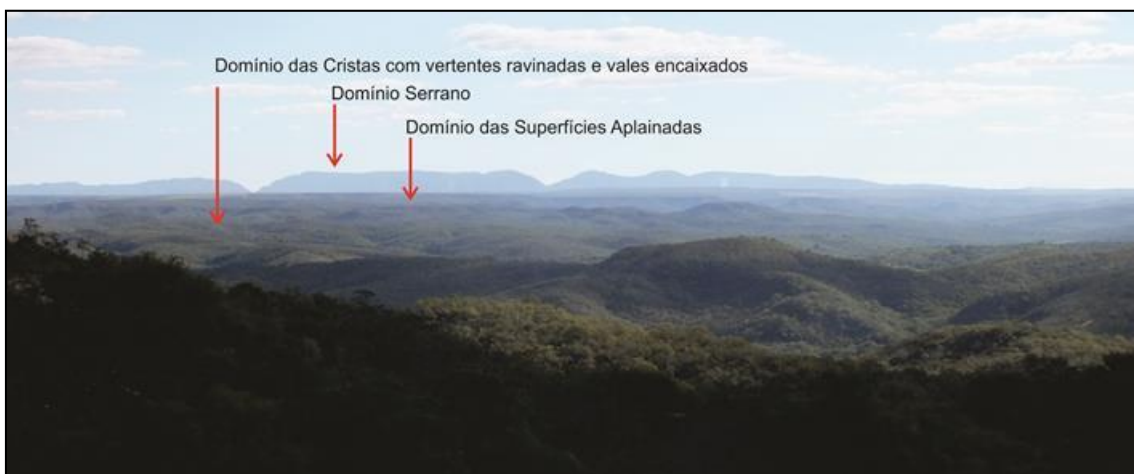 Domínio das Cristas com vertentes ravinadas e vales encaixados
Domínio Serrano
Domínio das Superfícies Aplainadas